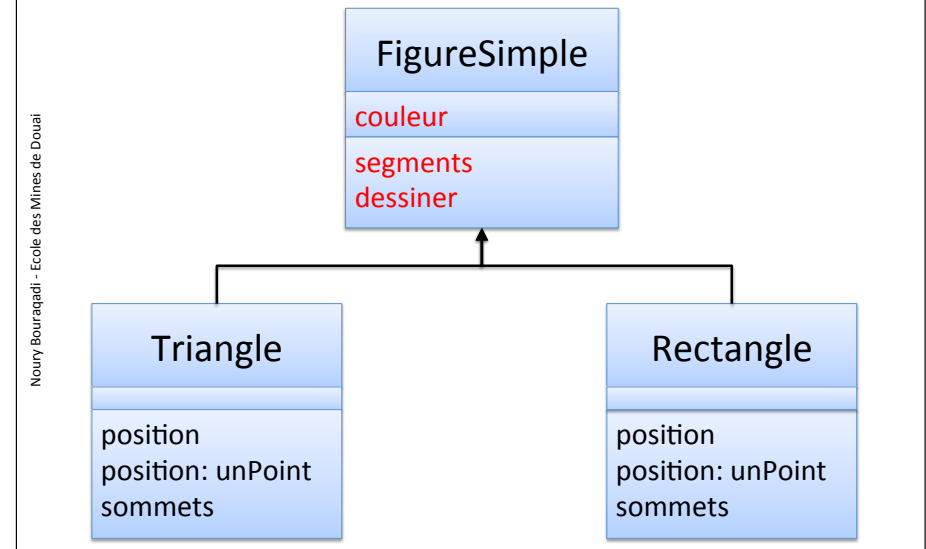 Noury Bouraqadi - Ecole des Mines de Douai
FigureSimple
couleur
segments
dessiner
Triangle
position
position: unPoint
sommets
Rectangle
position
position: unPoint
sommets